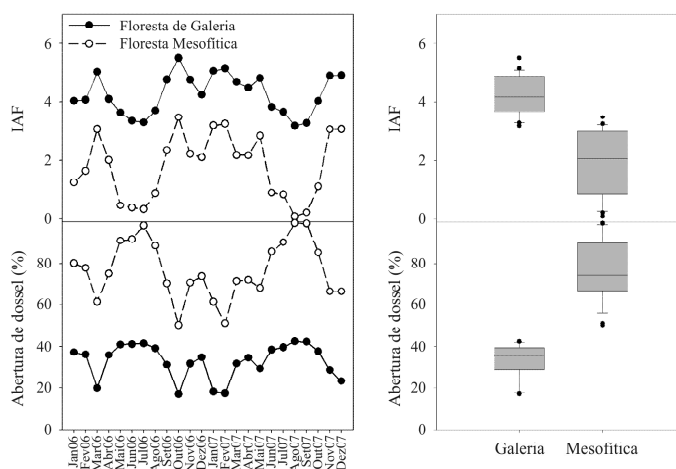 Floresta de Galeria
Floresta Mesofítica
IAF
6
4
2
0
Abertura de dossel (%)
80
60
40
20
0
Jan06
Fev06
Mar06
Abr06
Mai06
Jun06
Jul06
Ago06
Set06
Out06
Nov06
Dez06
Jan07
Fev07
Mar07
Abr07
Mai07
Jun07
Jul07
Ago07
Set07
Out07
Nov07
Dez07
IAF
6
4
2
0
Abertura de dossel (%)
80
60
40
20
0
Galeria Mesofitica